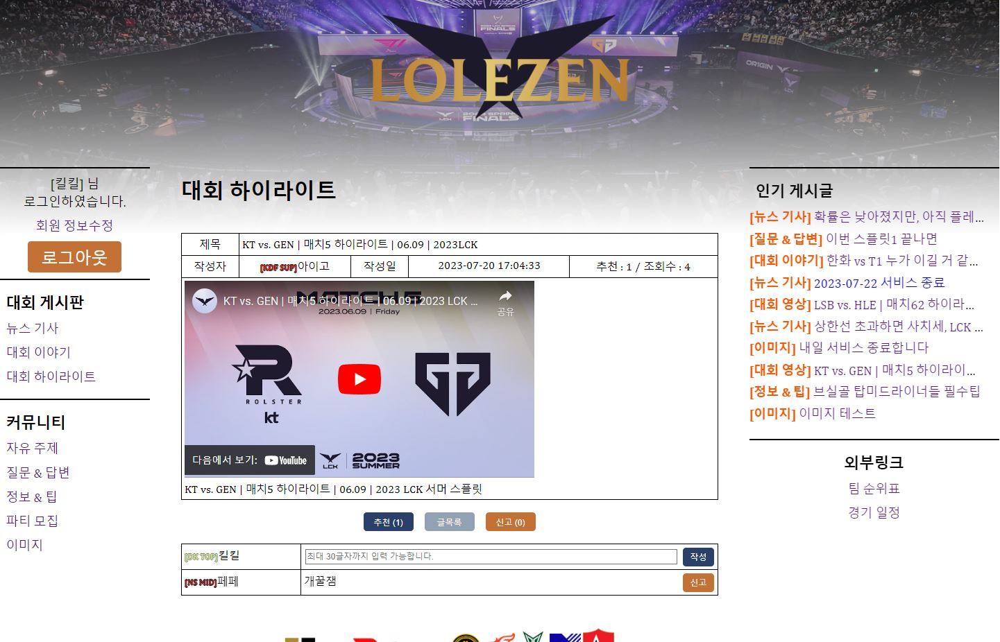 FINALS
LOLEZEN
ORIGIN
LCK
2023 SPRING
FINALS
[킬킬] 님
로그인하였습니다.
회원 정보수정
로그아웃
대회 게시판
뉴스 기사
대회 이야기
대회 하이라이트
커뮤니티
자유 주제
질문 & 답변
정보 & 팁
파티 모집
이미지
대회 하이라이트
제목 KT vs. GEN | 매치5 하이라이트 | 06.09 | 2023LCK
작성자 [KDF SUP]아이고 작성일 2023-07-20 17:04:33 추천 : 1 / 조회수 : 4
MATCH 5
KT vs. GEN | 매치5 하이라이트 | 06.09 | 2023 LCK ...
공유
2023.06.09 | Friday
ROLSTER
kt
다음에서 보기: YouTube
LCK 2023 SUMMER
KT vs. GEN | 매치5 하이라이트 | 06.09 | 2023 LCK 서머 스플릿
추천 (1) 글목록 신고 (0)
[DK TOP]킬킬 최대 30글자까지 입력 가능합니다. 작성
[NS MID]페페 개꿀잼 신고
인기 게시글
[뉴스 기사] 확률은 낮아졌지만, 아직 플레...
[질문 & 답변] 이번 스플릿1 끝나면
[대회 이야기] 한화 vs T1 누가 이길 거 같...
[뉴스 기사] 2023-07-22 서비스 종료
[대회 영상] LSB vs. HLE | 매치62 하이라...
[뉴스 기사] 상한선 초과하면 사치세, LCK ...
[이미지] 내일 서비스 종료합니다
[대회 영상] KT vs. GEN | 매치5 하이라이...
[정보 & 팁] 브실골 탑미드라이너들 필수팁
[이미지] 이미지 테스트
외부링크
팀 순위표
경기 일정